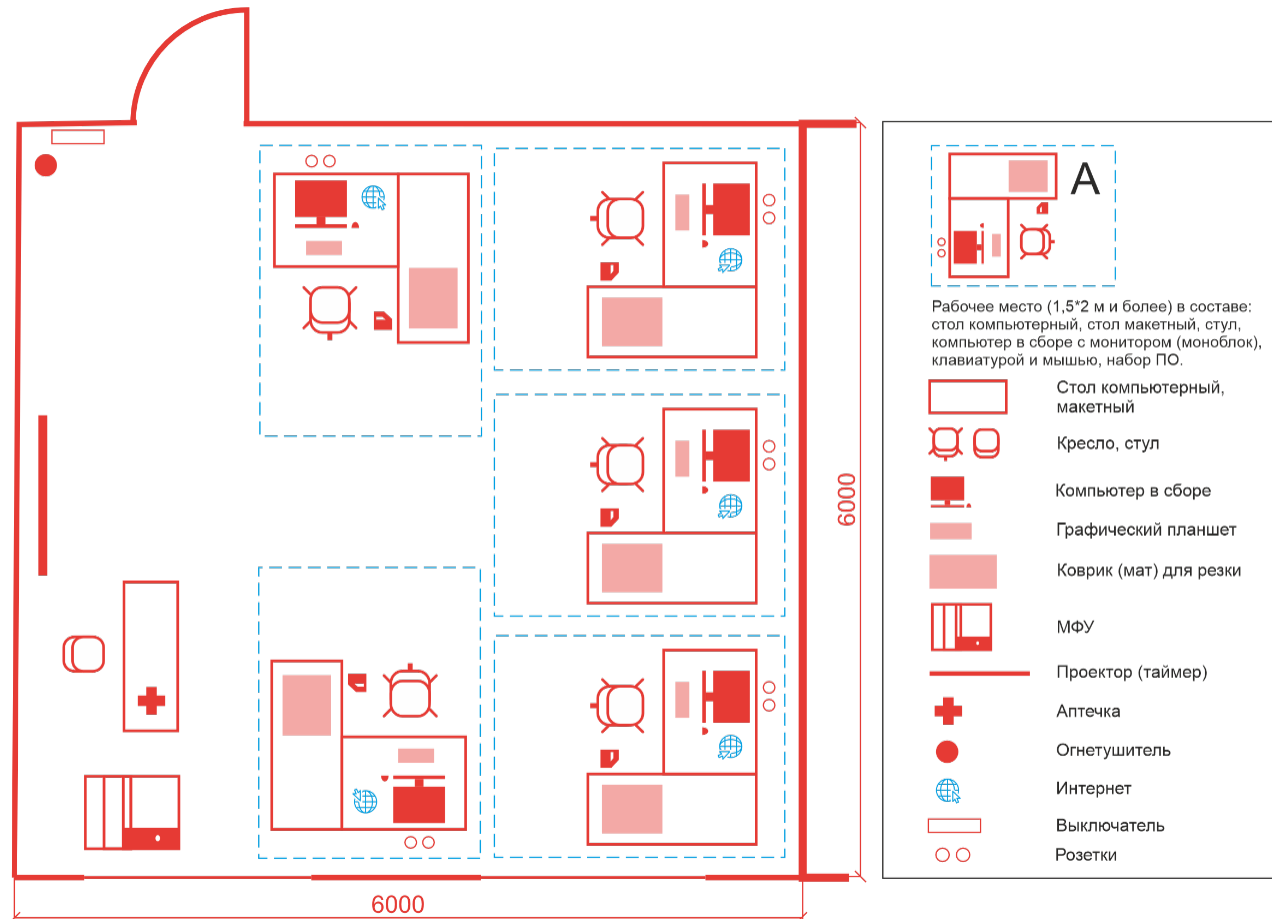 6000
6000
А
Рабочее место (1,5*2 м и более) в составе:
стол компьютерный, стол макетный, стул,
компьютер в сборе с монитором (моноблок),
клавиатурой и мышью, набор ПО.
Стол компьютерный,
макетный
Кресло, стул
Компьютер в сборе
Графический планшет
Коврик (мат) для резки
МФУ
Проектор (таймер)
Аптечка
Огнетушитель
Интернет
Выключатель
Розетки